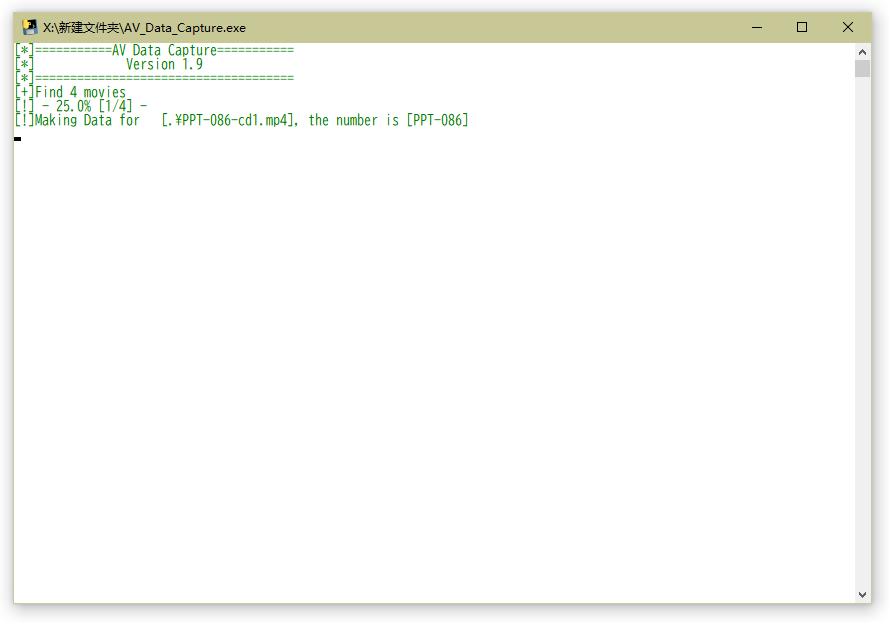 X:\新建文件夹\AV_Data_Capture.exe
[*]===========AV Data Capture===========
[*]             Version 1.9
[*]=====================================
[+]Find 4 movies
[!] - 25.0% [1/4] -
[!]Making Data for   [.¥PPT-086-cd1.mp4], the number is [PPT-086]